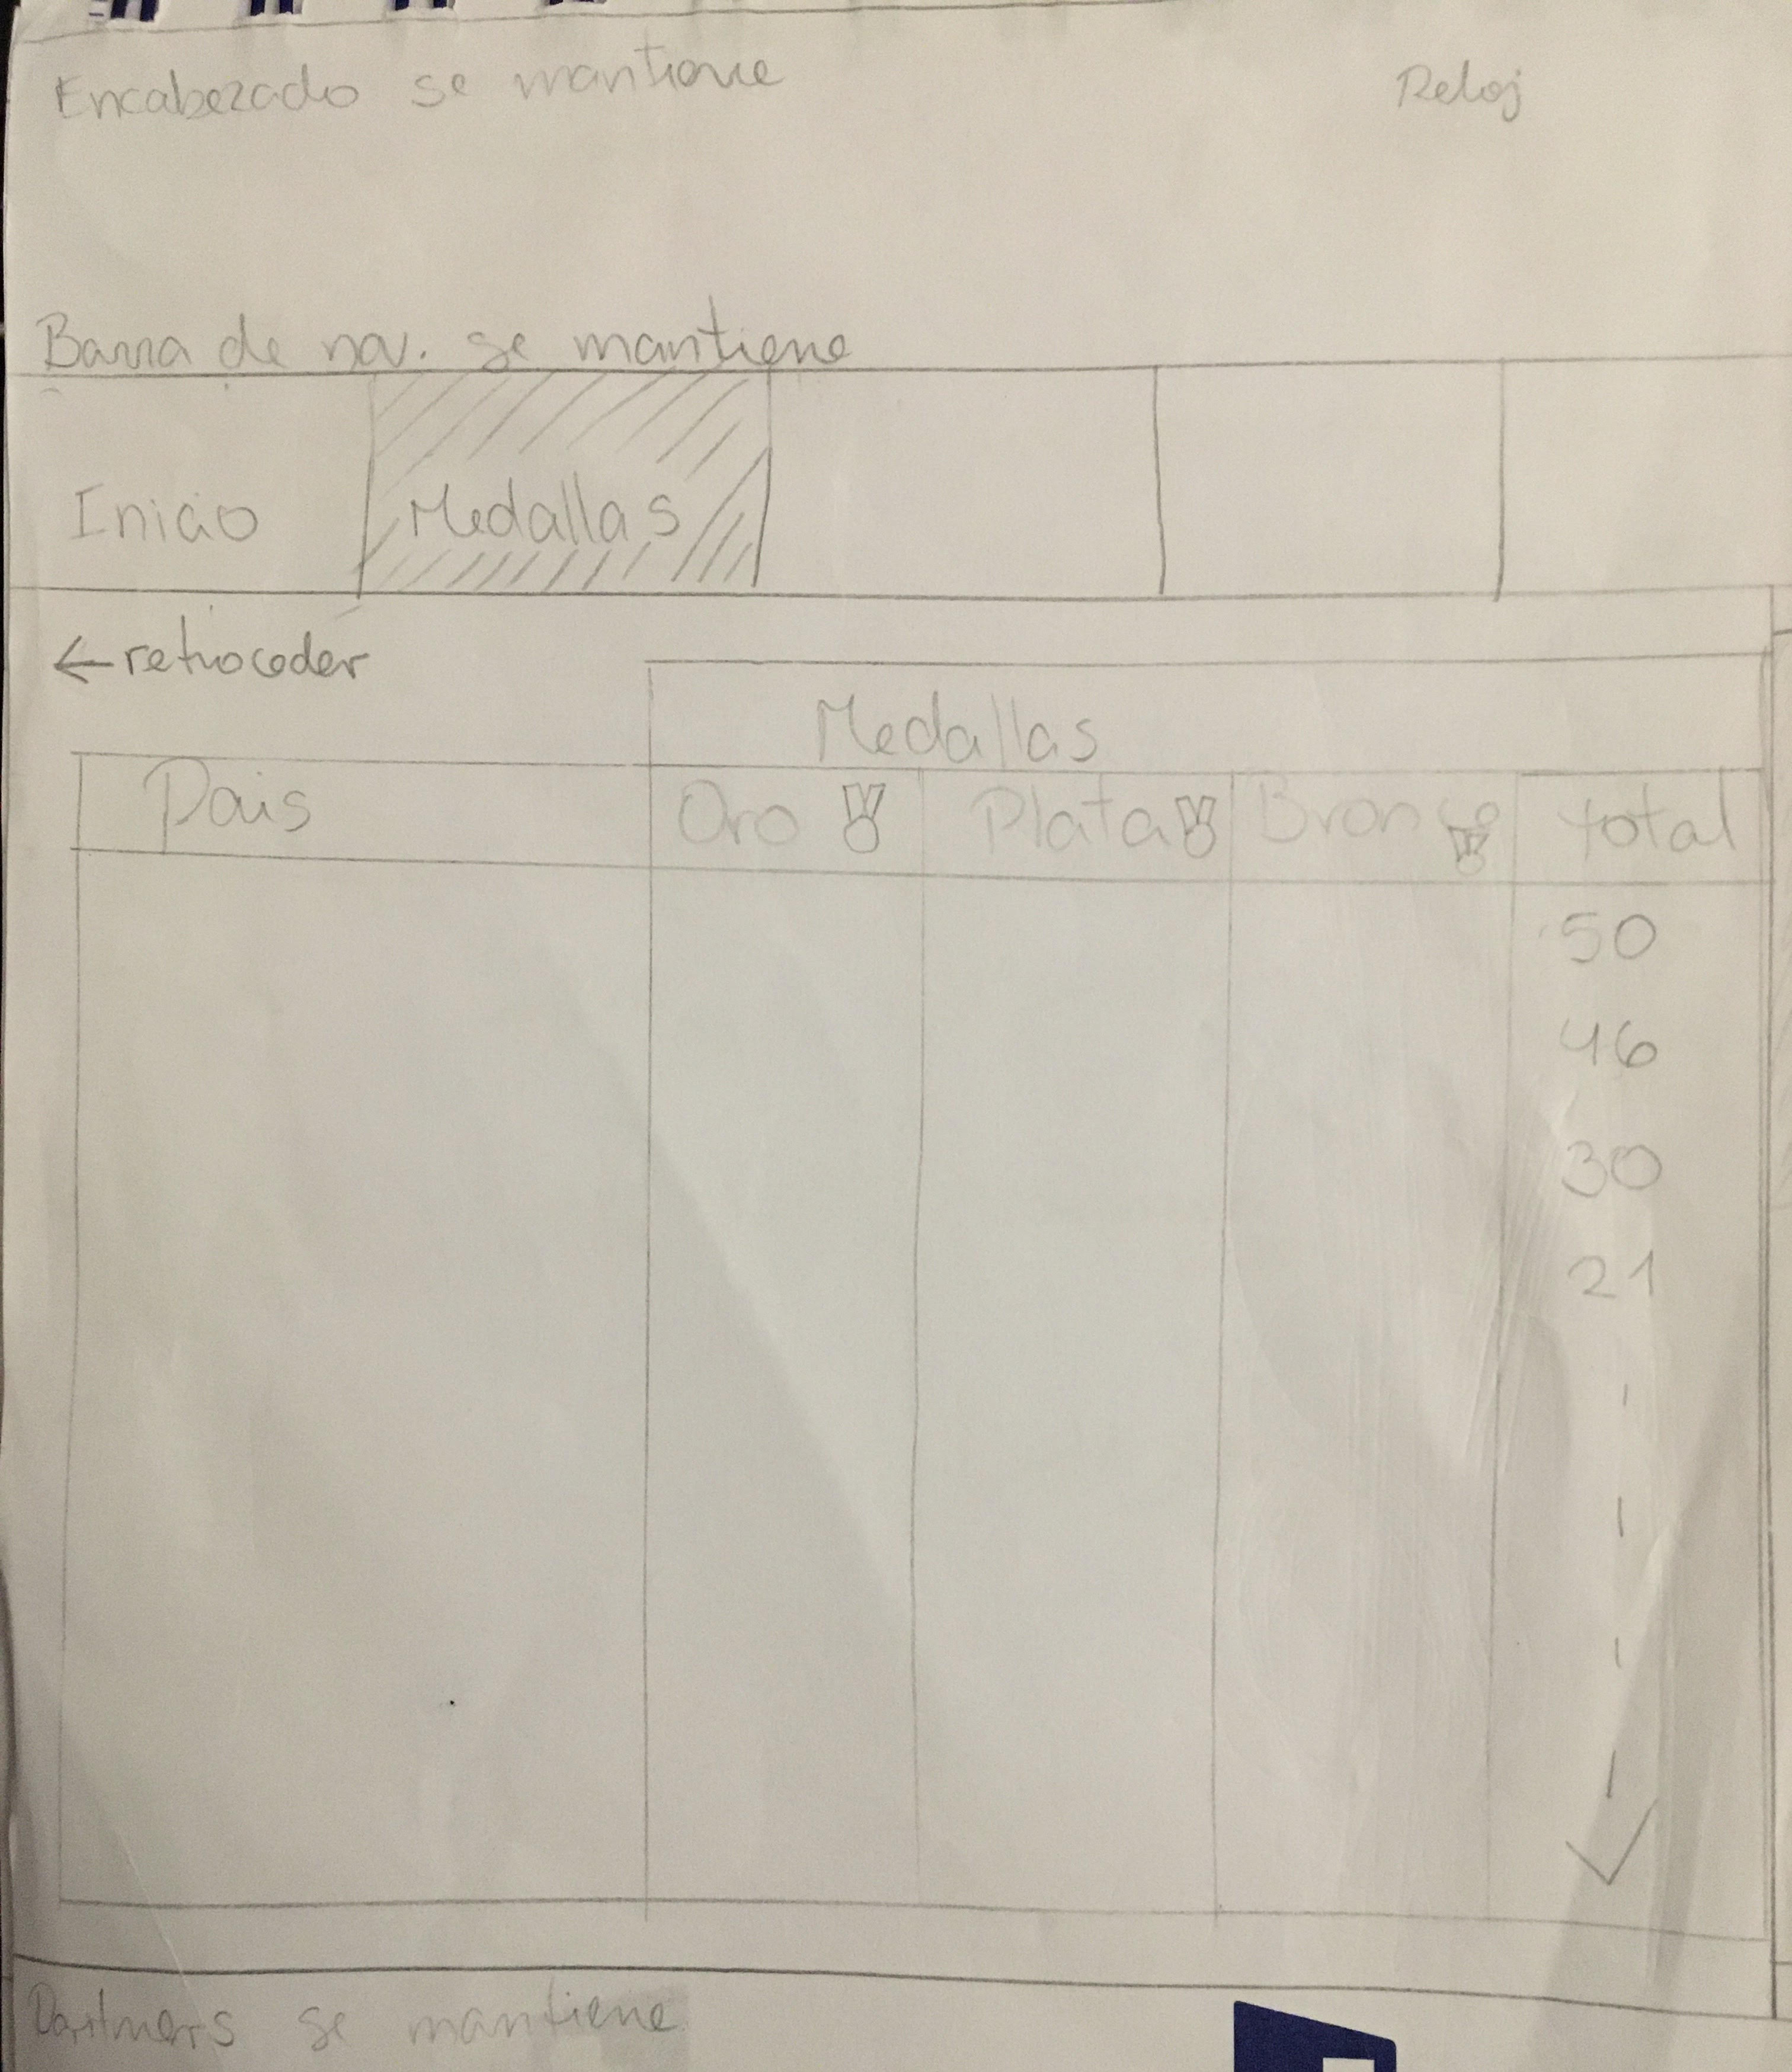 Encabezado se mantiene Reloj
Barra de nav. se mantiene
Inicio Medallas
← retroceder
Medallas
Pais Oro Plata Bronce total
50
46
30
21
Partners se mantiene